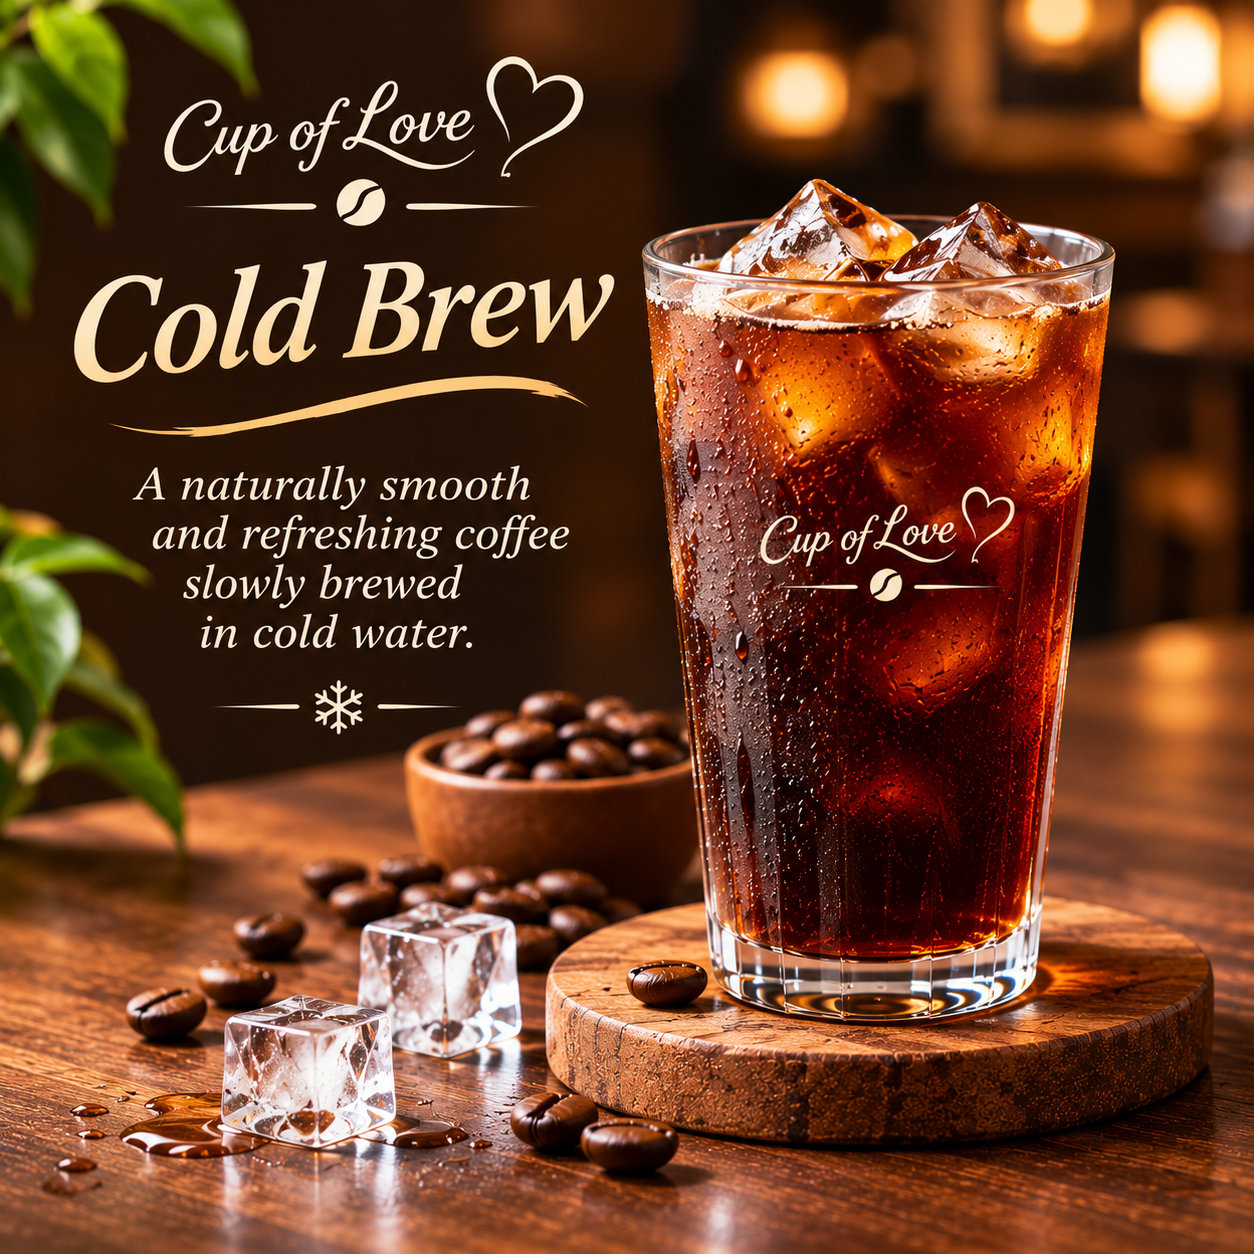 Cup of Love
Cold Brew
A naturally smooth
and refreshing coffee
slowly brewed
in cold water.
Cup of Love